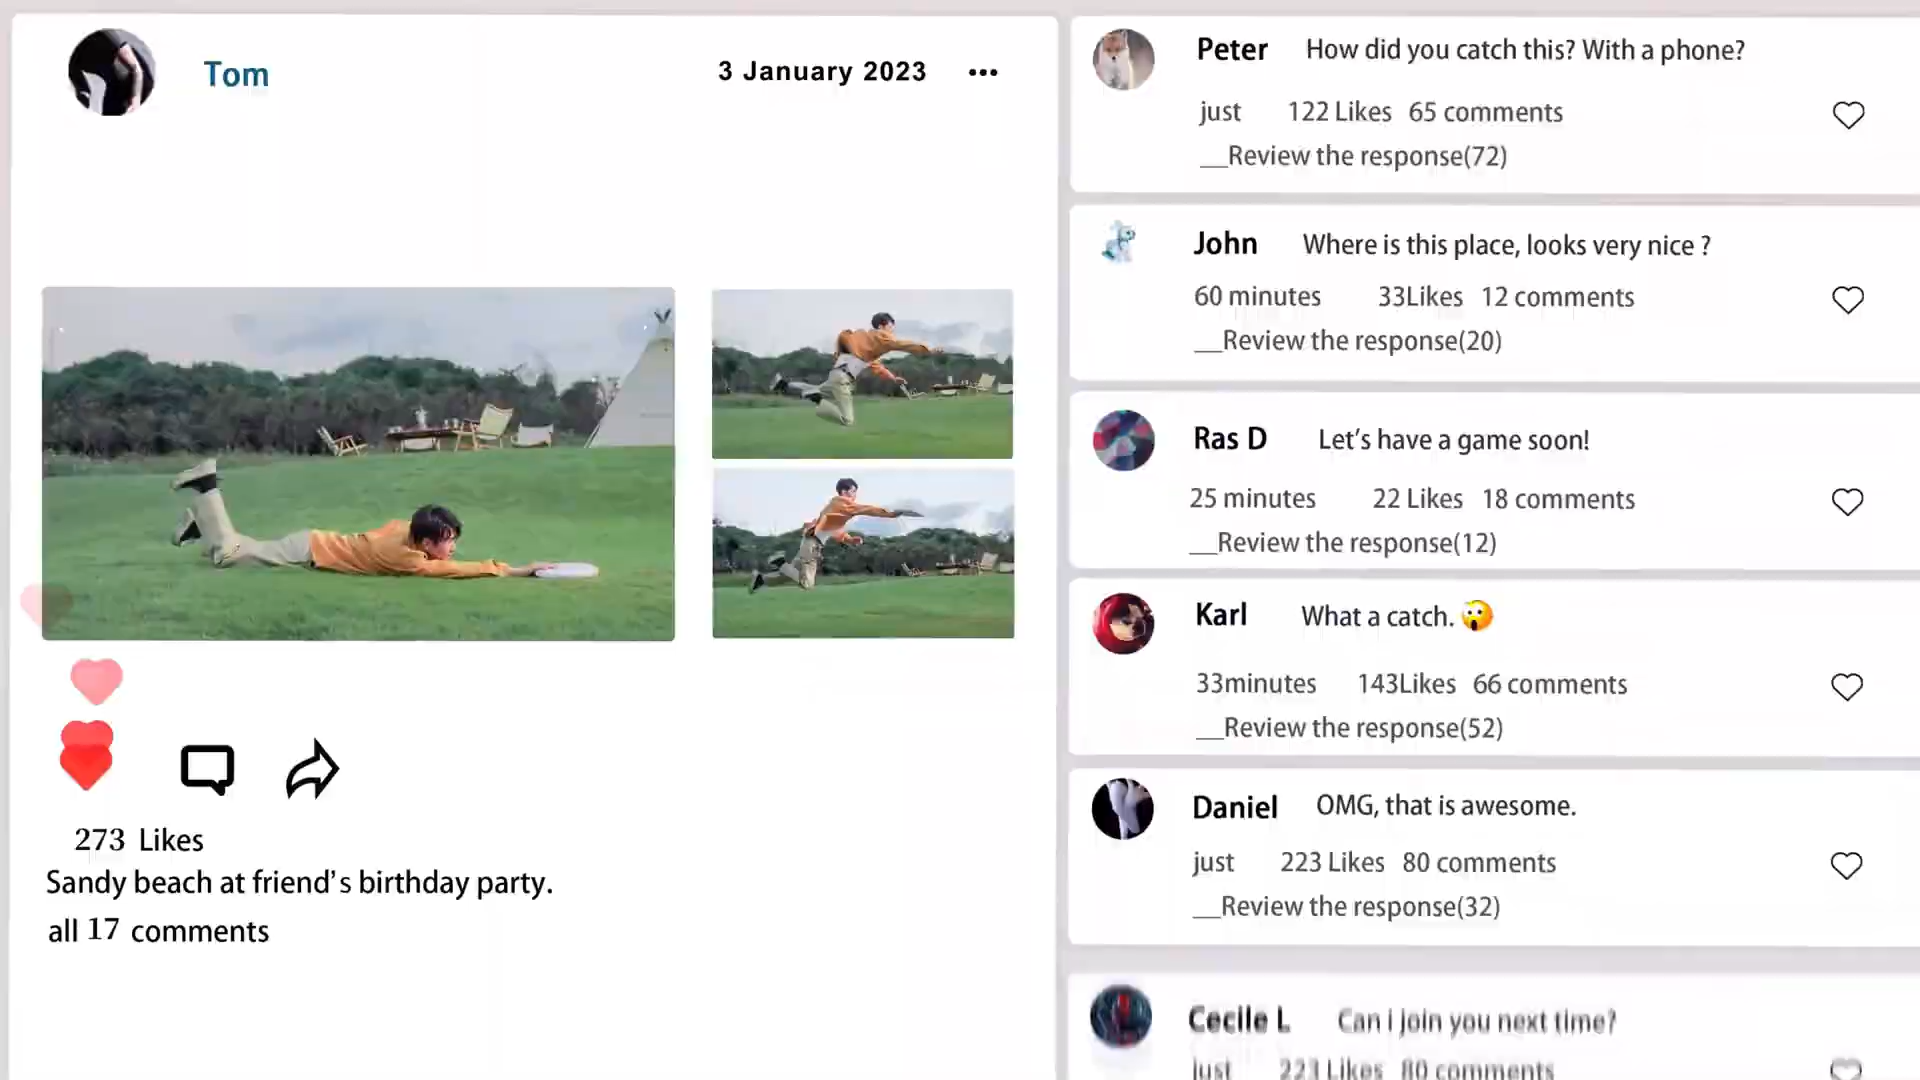 Tom
3 January 2023
273 Likes
Sandy beach at friend's birthday party.
all 17 comments
Peter How did you catch this? With a phone?
just 122 Likes 65 comments
__Review the response(72)
John Where is this place, looks very nice ?
60 minutes 33Likes 12 comments
__Review the response(20)
Ras D Let's have a game soon!
25 minutes 22 Likes 18 comments
__Review the response(12)
Karl What a catch. 😲
33minutes 143Likes 66 comments
__Review the response(52)
Daniel OMG, that is awesome.
just 223 Likes 80 comments
__Review the response(32)
Cecile L Can I join you next time?
just 223 Likes 80 comments